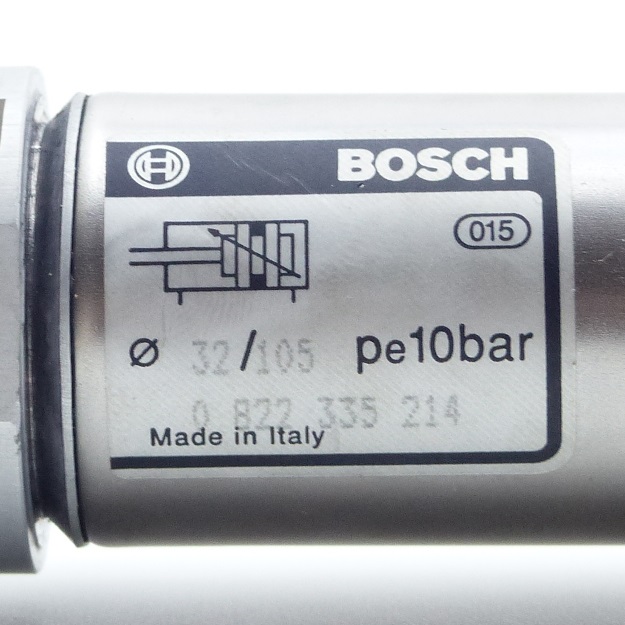 BOSCH
015
Ø 32/105 pe10bar
0 822 335 214
Made in Italy